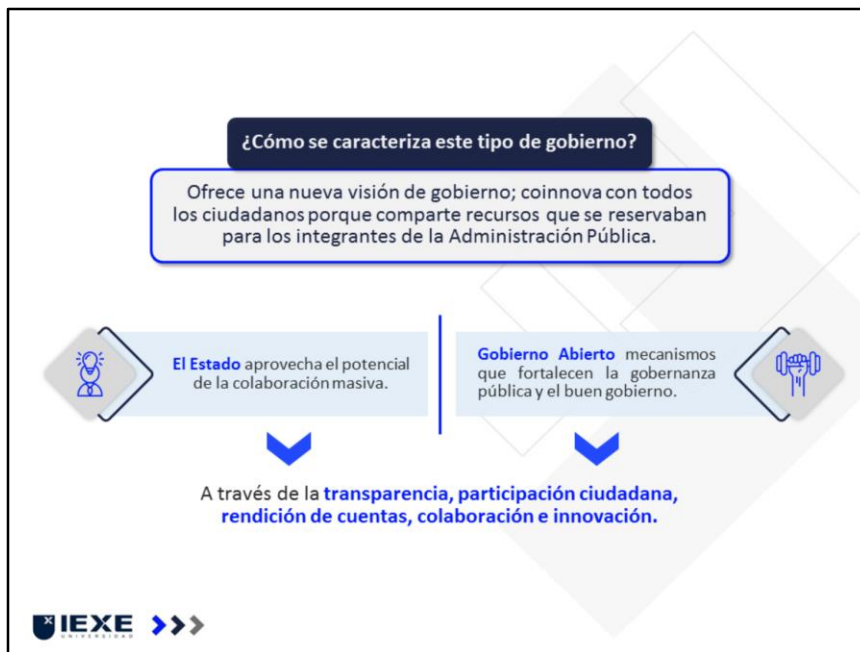 ¿Cómo se caracteriza este tipo de gobierno?
Ofrece una nueva visión de gobierno; coinnova con todos
los ciudadanos porque comparte recursos que se reservaban
para los integrantes de la Administración Pública.
El Estado aprovecha el potencial
de la colaboración masiva.
Gobierno Abierto mecanismos
que fortalecen la gobernanza
pública y el buen gobierno.
A través de la transparencia, participación ciudadana,
rendición de cuentas, colaboración e innovación.
IEXE
UNIVERSIDAD